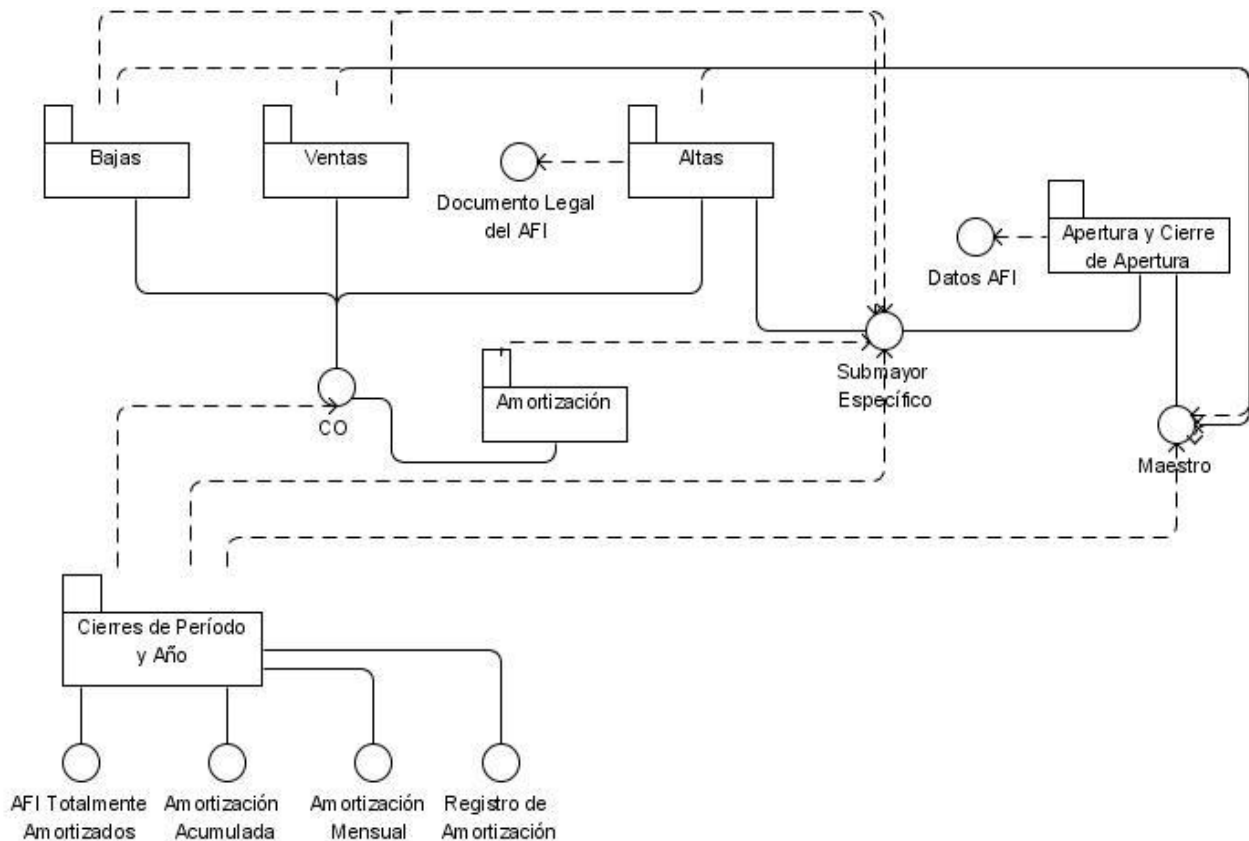 Bajas
Ventas
Altas
Documento Legal
del AFI
Apertura y Cierre
de Apertura
Datos AFI
Submayor
Específico
Amortización
CO
Maestro
Cierres de Período
y Año
AFI Totalmente
Amortizados
Amortización
Acumulada
Amortización
Mensual
Registro de
Amortización